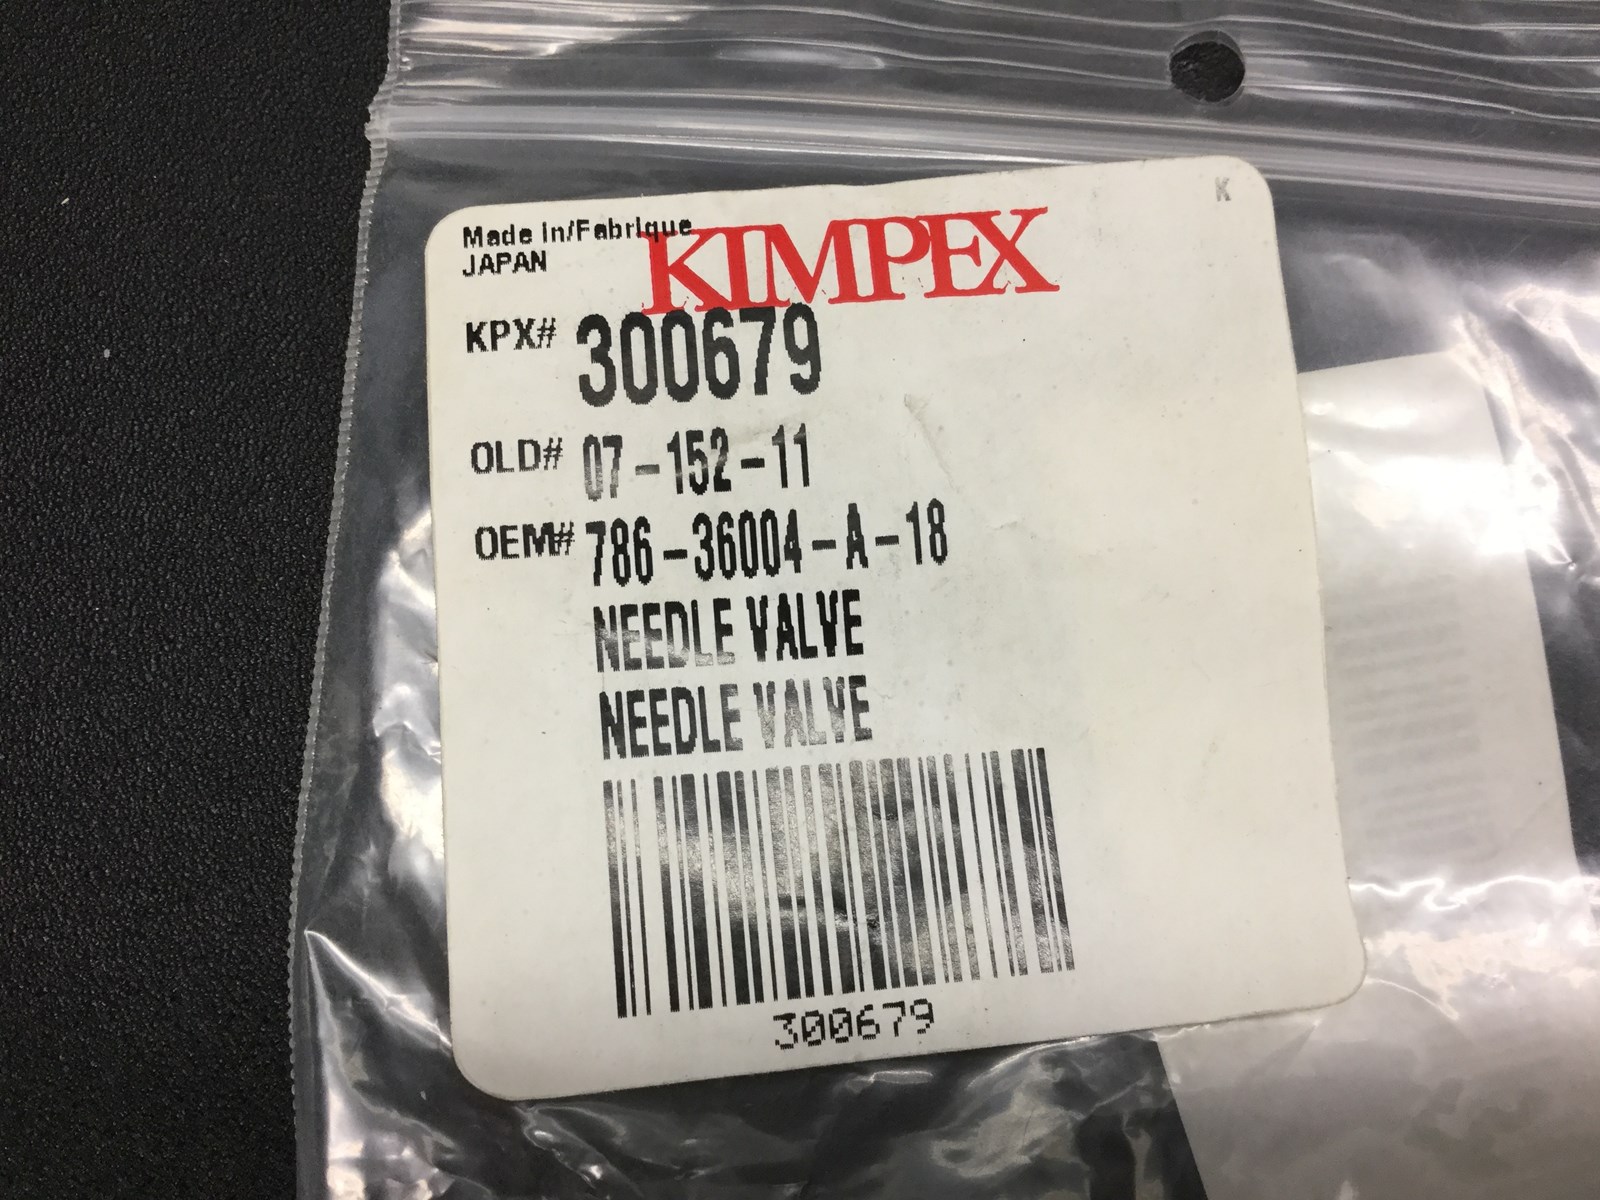 K
Made in/Fabrique
JAPAN
KIMPEX
KPX# 300679
OLD# 07-152-11
OEM# 786-36004-A-18
NEEDLE VALVE
NEEDLE VALVE
300679